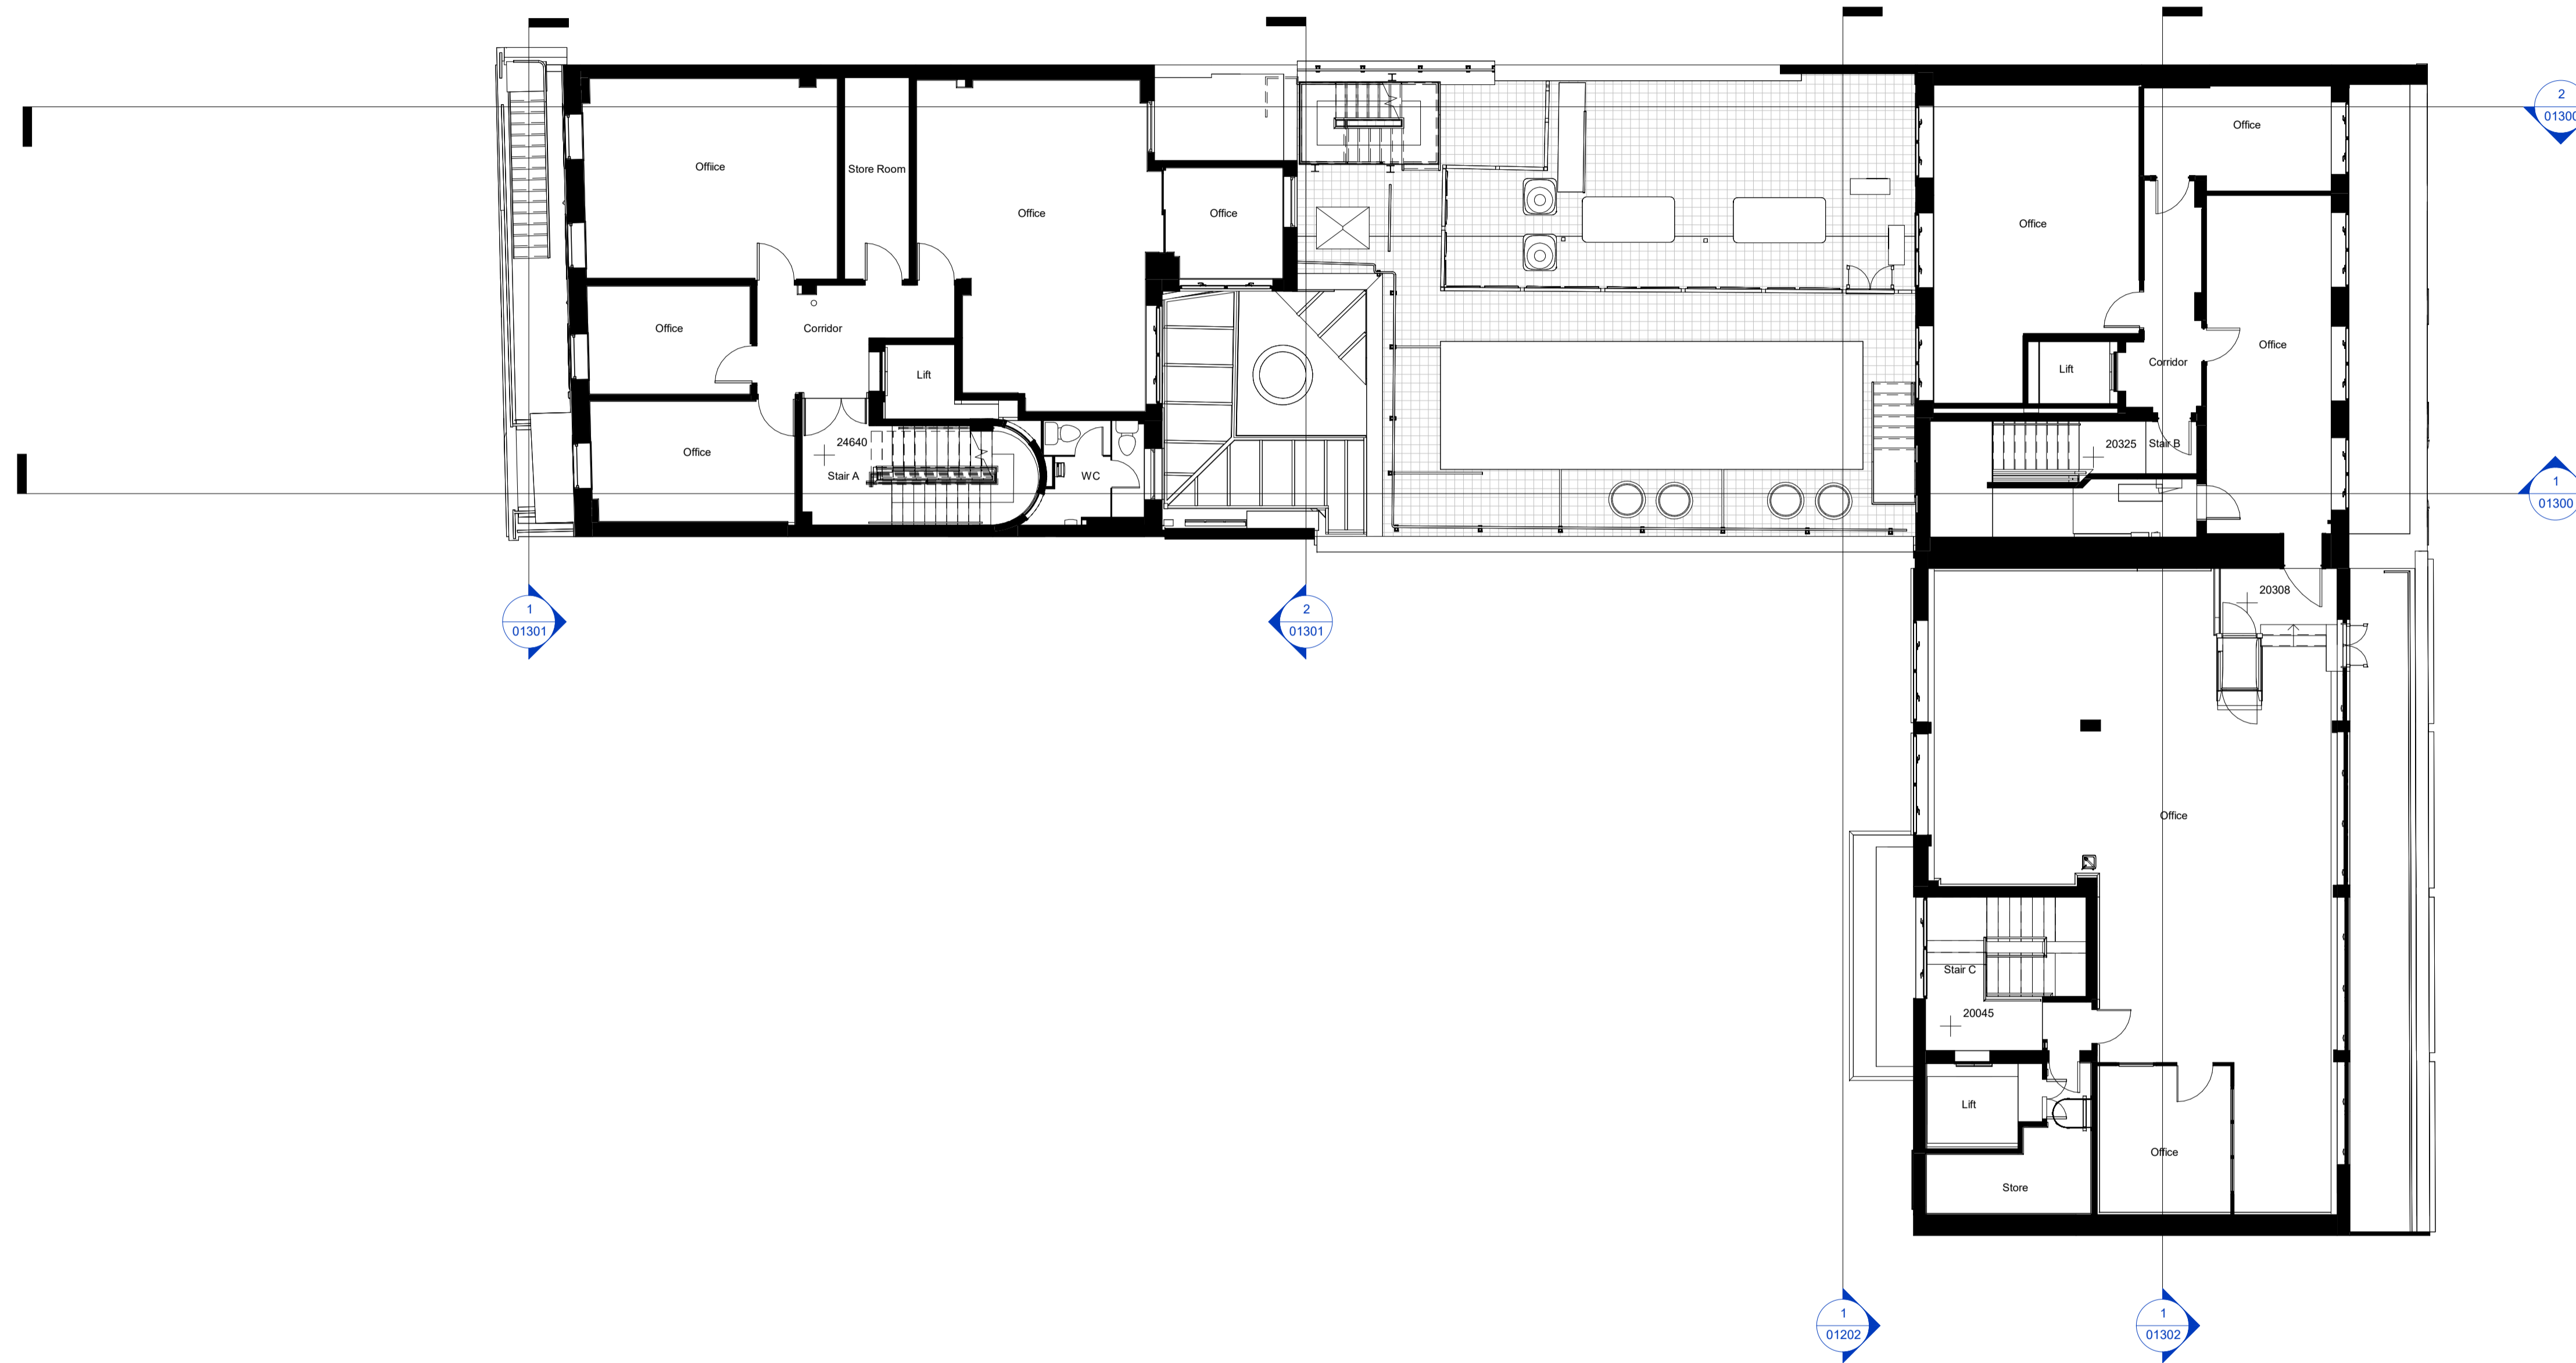 2
01300
Office
Offiice
Store Room
Office
Office
Office
Office
Corridor
Office
Corridor
Lift
Lift
24640
20325
Stair B
Office
Stair A
WC
1
01300
20308
1
01301
2
01301
Office
Stair C
20045
Lift
Office
Store
1
01202
1
01302